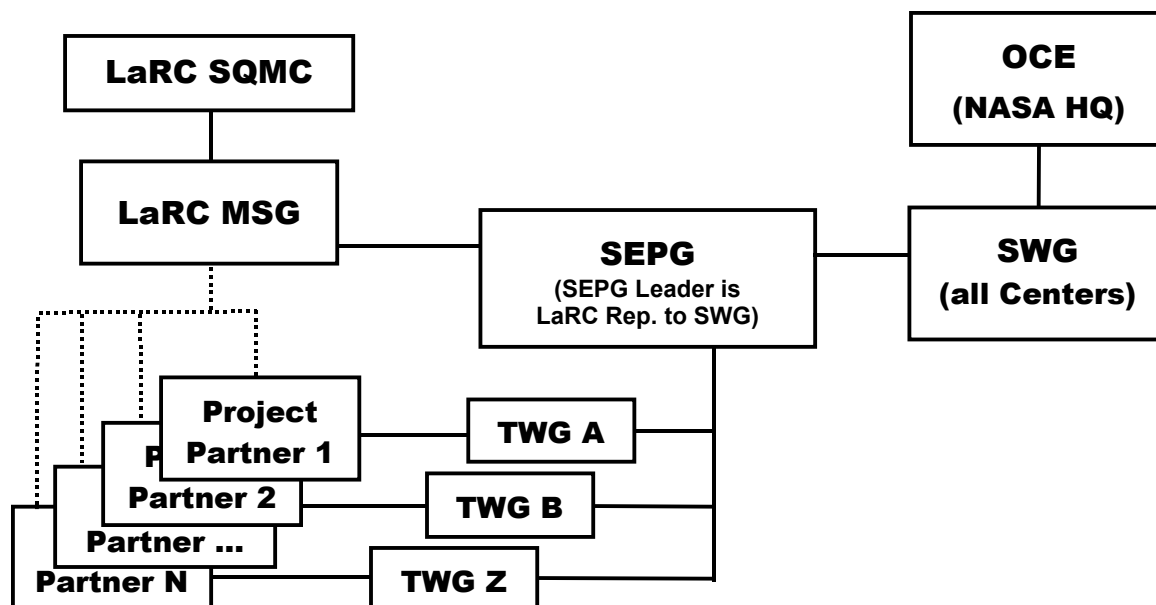 LaRC SQMC
OCE
(NASA HQ)
LaRC MSG
SEPG
(SEPG Leader is
LaRC Rep. to SWG)
SWG
(all Centers)
Project
Partner 1
TWG A
Partner 2
TWG B
Partner ...
Partner N
TWG Z